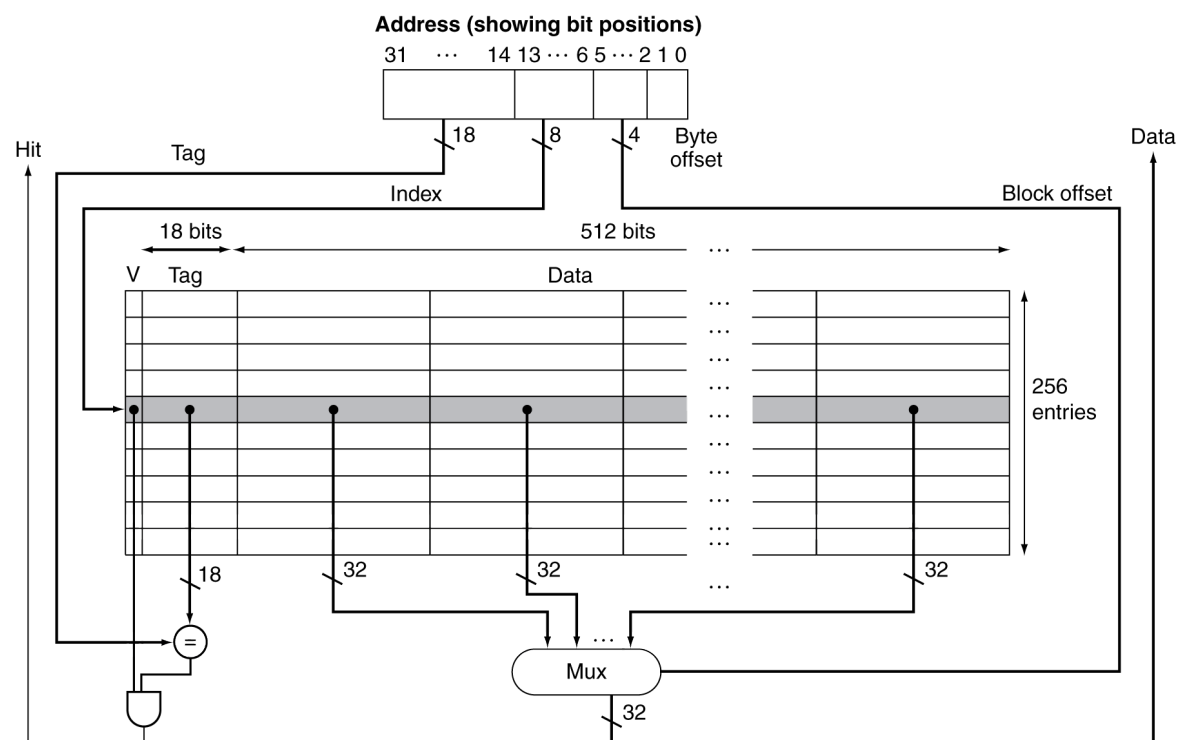 Address (showing bit positions)
31 ··· 14 13 ··· 6 5 ··· 2 1 0
18 8 4 Byte offset
Hit
Data
Tag
Index
Block offset
18 bits
512 bits
···
V Tag Data
···
···
···
···
···
···
···
···
···
···
256
entries
18 32 32 ··· 32
=
···
Mux
32